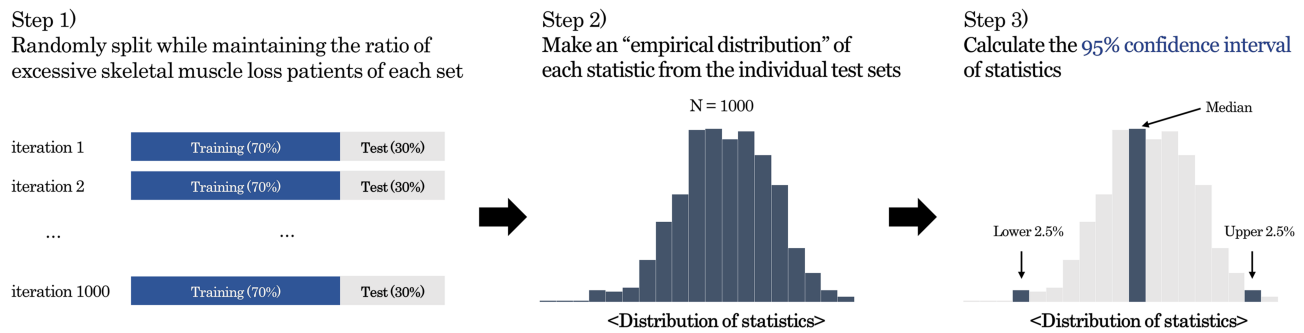 Step 1)
Randomly split while maintaining the ratio of
excessive skeletal muscle loss patients of each set
iteration 1
Training (70%)
Test (30%)
iteration 2
Training (70%)
Test (30%)
...
...
iteration 1000
Training (70%)
Test (30%)
Step 2)
Make an “empirical distribution” of
each statistic from the individual test sets
N = 1000
<Distribution of statistics>
Step 3)
Calculate the 95% confidence interval
of statistics
Median
Lower 2.5%
Upper 2.5%
<Distribution of statistics>